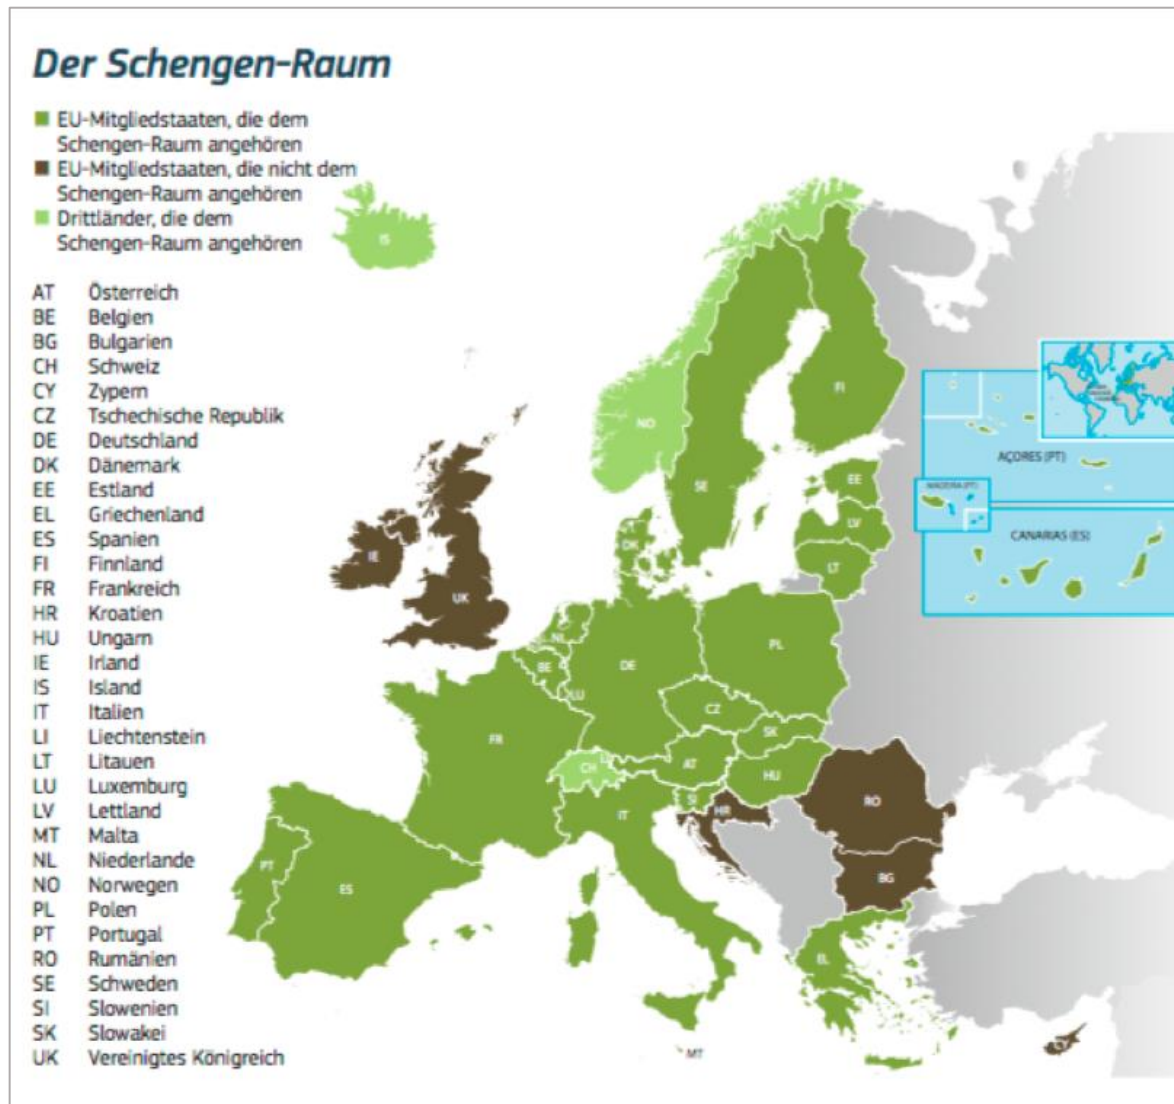 Der Schengen-Raum
EU-Mitgliedstaaten, die dem
Schengen-Raum angehören
EU-Mitgliedstaaten, die nicht dem
Schengen-Raum angehören
Drittländer, die dem
Schengen-Raum angehören
AT Österreich
BE Belgien
BG Bulgarien
CH Schweiz
CY Zypern
CZ Tschechische Republik
DE Deutschland
DK Dänemark
EE Estland
EL Griechenland
ES Spanien
FI Finnland
FR Frankreich
HR Kroatien
HU Ungarn
IE Irland
IS Island
IT Italien
LI Liechtenstein
LT Litauen
LU Luxemburg
LV Lettland
MT Malta
NL Niederlande
NO Norwegen
PL Polen
PT Portugal
RO Rumänien
SE Schweden
SI Slowenien
SK Slowakei
UK Vereinigtes Königreich
IS
FI
NO
SE
EE
LV
LT
DK
IE
UK
NL
BE
LU
DE
PL
CZ
SK
FR
CH
AT
HU
SI
HR
RO
IT
BG
PT
ES
EL
MT
CY
AÇORES (PT)
MADEIRA (PT)
CANARIAS (ES)